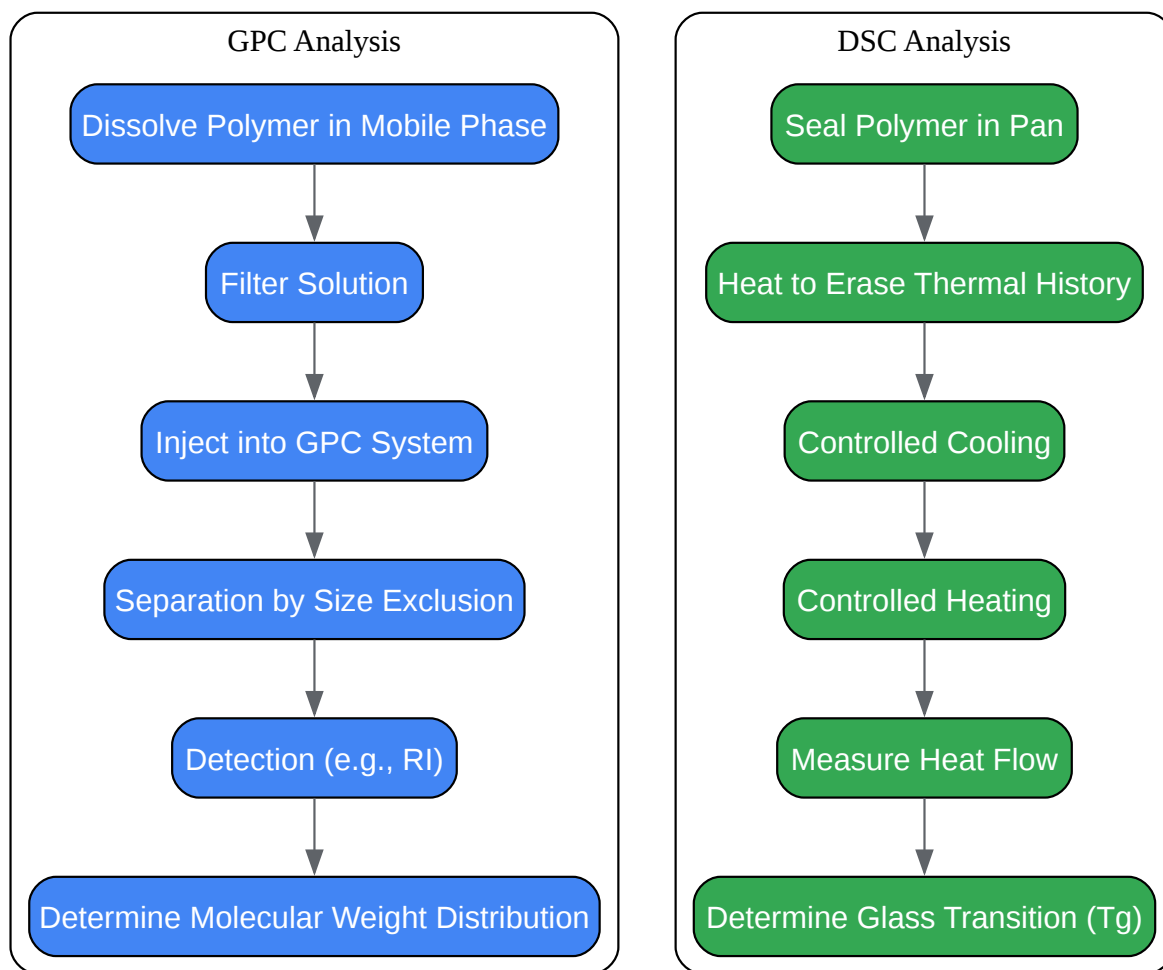 GPC Analysis
Dissolve Polymer in Mobile Phase
Filter Solution
Inject into GPC System
Separation by Size Exclusion
Detection (e.g., RI)
Determine Molecular Weight Distribution
DSC Analysis
Seal Polymer in Pan
Heat to Erase Thermal History
Controlled Cooling
Controlled Heating
Measure Heat Flow
Determine Glass Transition (Tg)